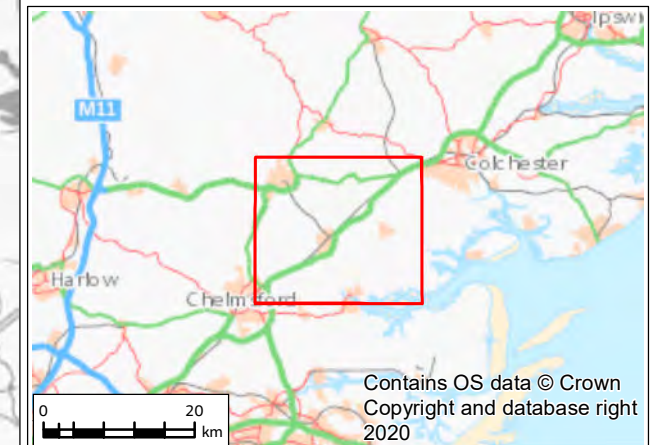 M11
Colchester
Harlow
Chelmsford
Contains OS data © Crown
Copyright and database right
2020
0 20
km